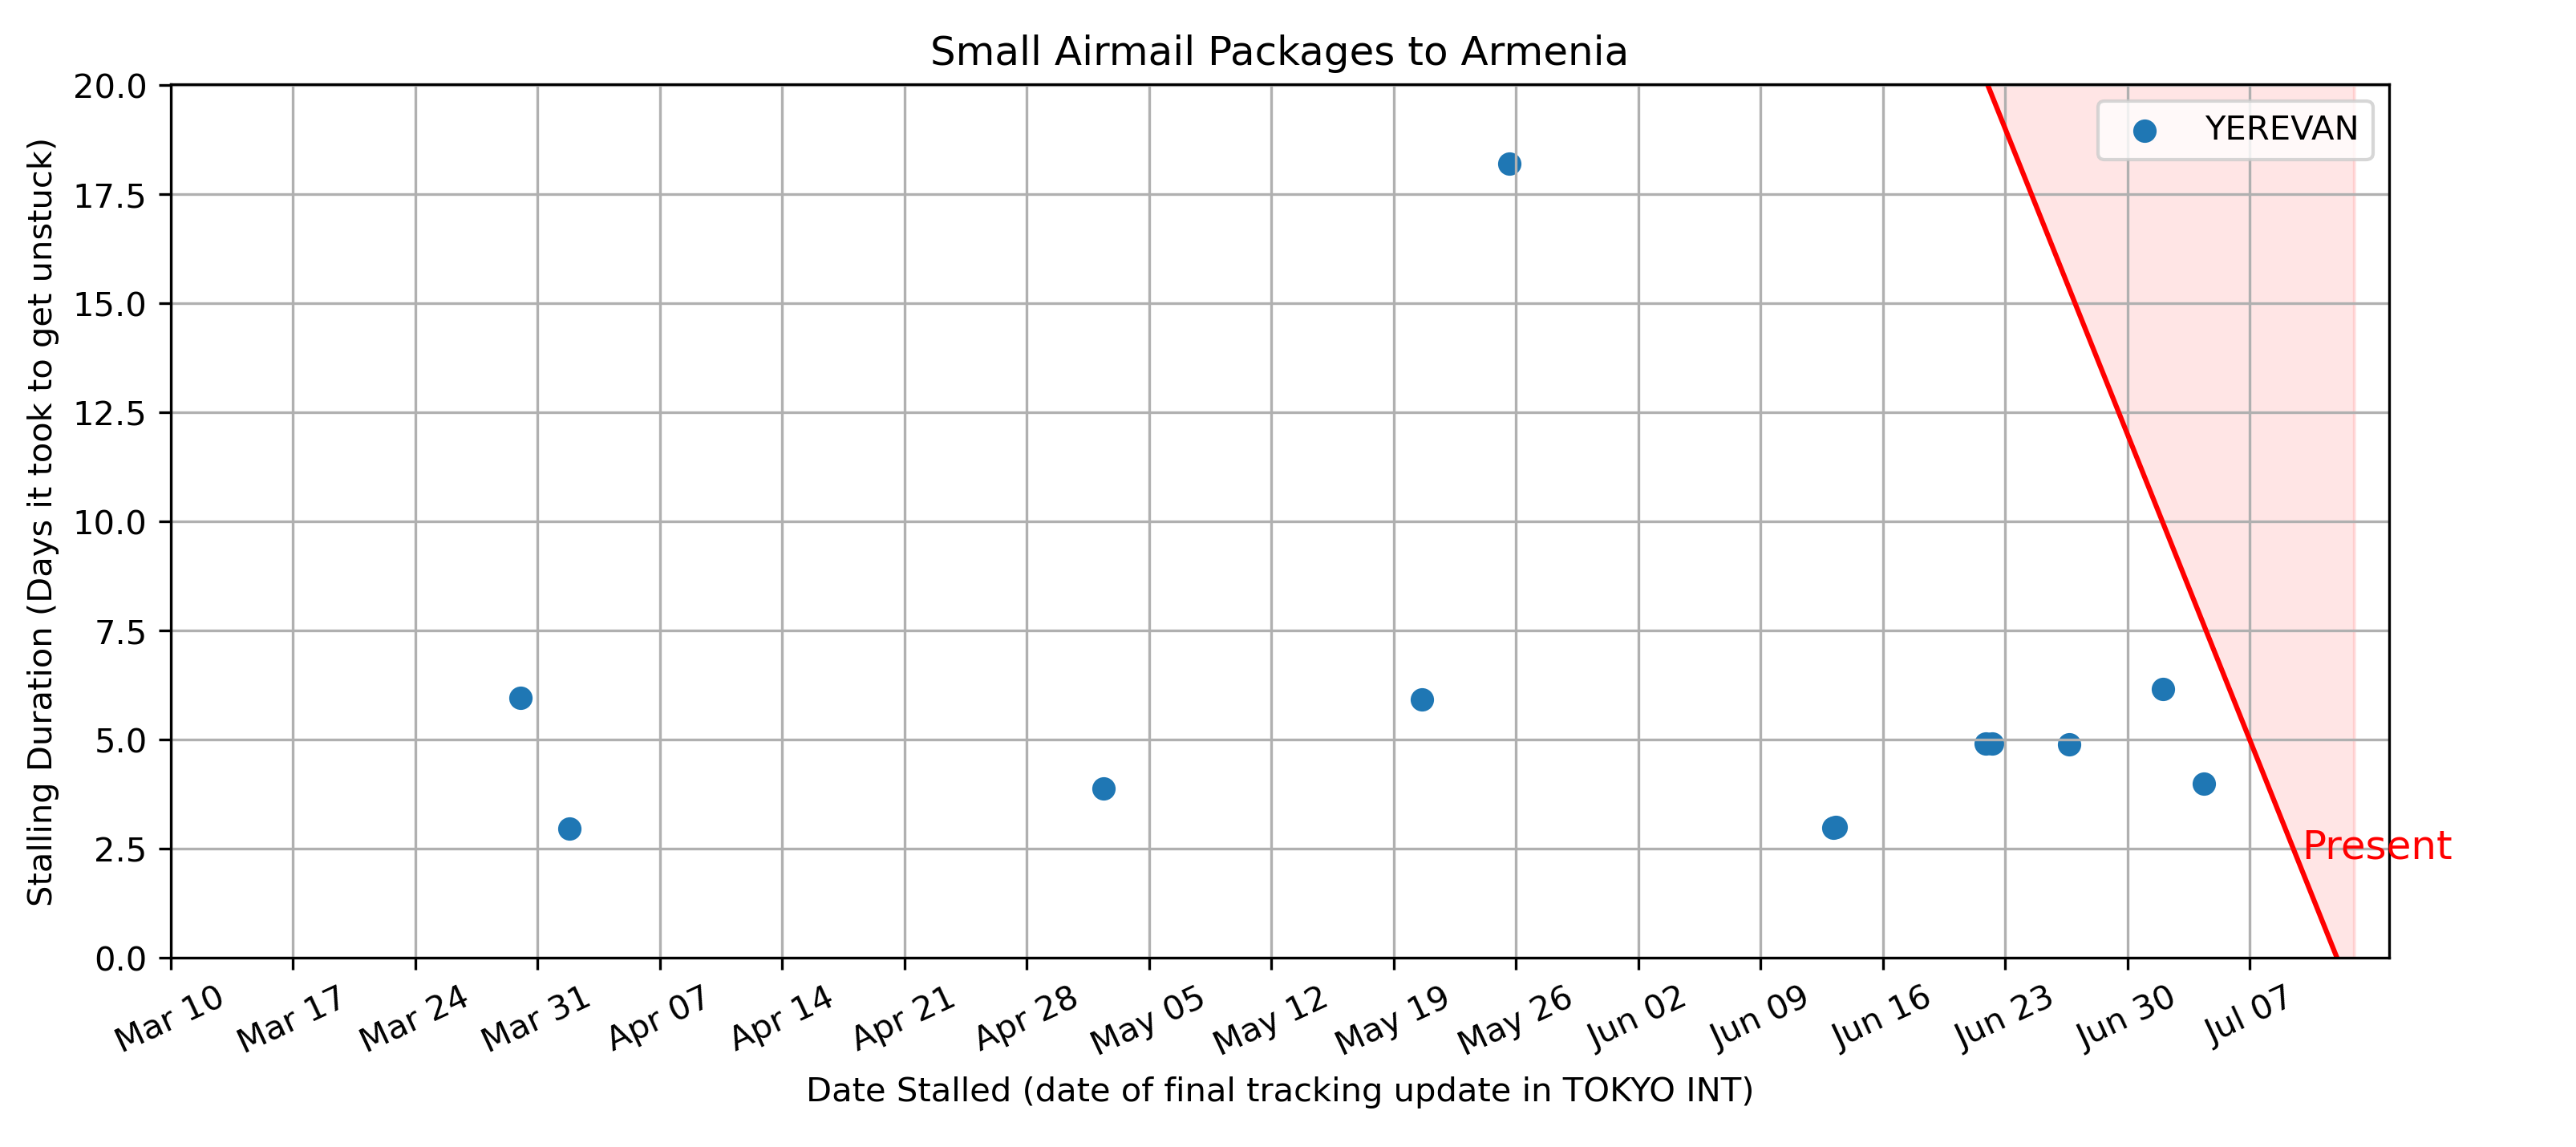 Small Airmail Packages to Armenia
Stalling Duration (Days it took to get unstuck)
20.0
17.5
15.0
12.5
10.0
7.5
5.0
2.5
0.0
YEREVAN
Present
Mar 10 Mar 17 Mar 24 Mar 31 Apr 07 Apr 14 Apr 21 Apr 28 May 05 May 12 May 19 May 26 Jun 02 Jun 09 Jun 16 Jun 23 Jun 30 Jul 07
Date Stalled (date of final tracking update in TOKYO INT)